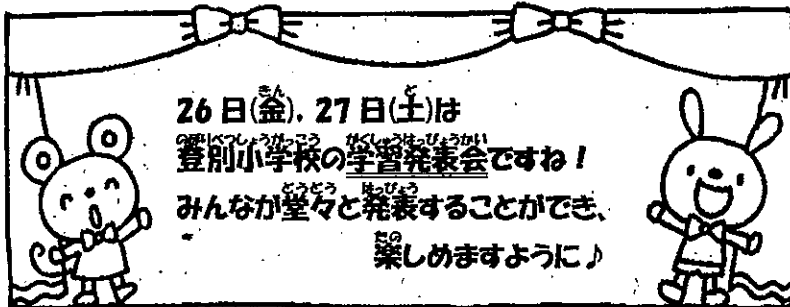 26日(金)、27日(土)は
登別小学校の学習発表会ですね!
みんなが堂々と発表することができ、
楽しめますように♪